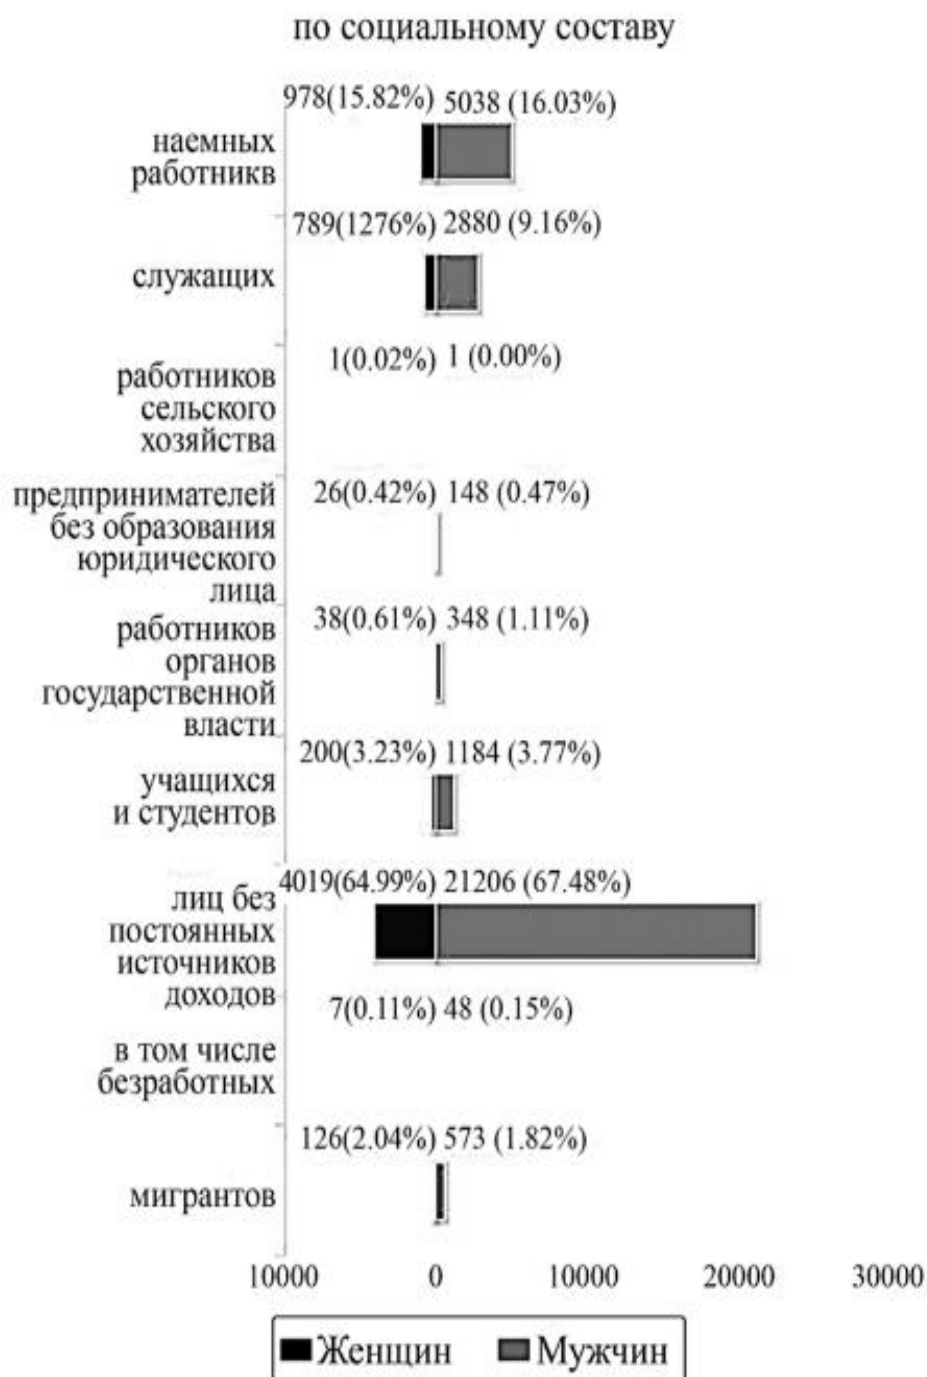 по социальному составу
978(15.82%) 5038 (16.03%)
наемных
работникв
789(1276%) 2880 (9.16%)
служащих
1(0.02%) 1 (0.00%)
работников
сельского
хозяйства
26(0.42%) 148 (0.47%)
предпринимателей
без образования
юридического
лица
38(0.61%) 348 (1.11%)
работников
органов
государственной
власти
200(3.23%) 1184 (3.77%)
учащихся
и студентов
4019(64.99%) 21206 (67.48%)
лиц без
постоянных
источников
доходов
7(0.11%) 48 (0.15%)
в том числе
безработных
126(2.04%) 573 (1.82%)
мигрантов
10000 0 10000 20000 30000
Женщин Мужчин